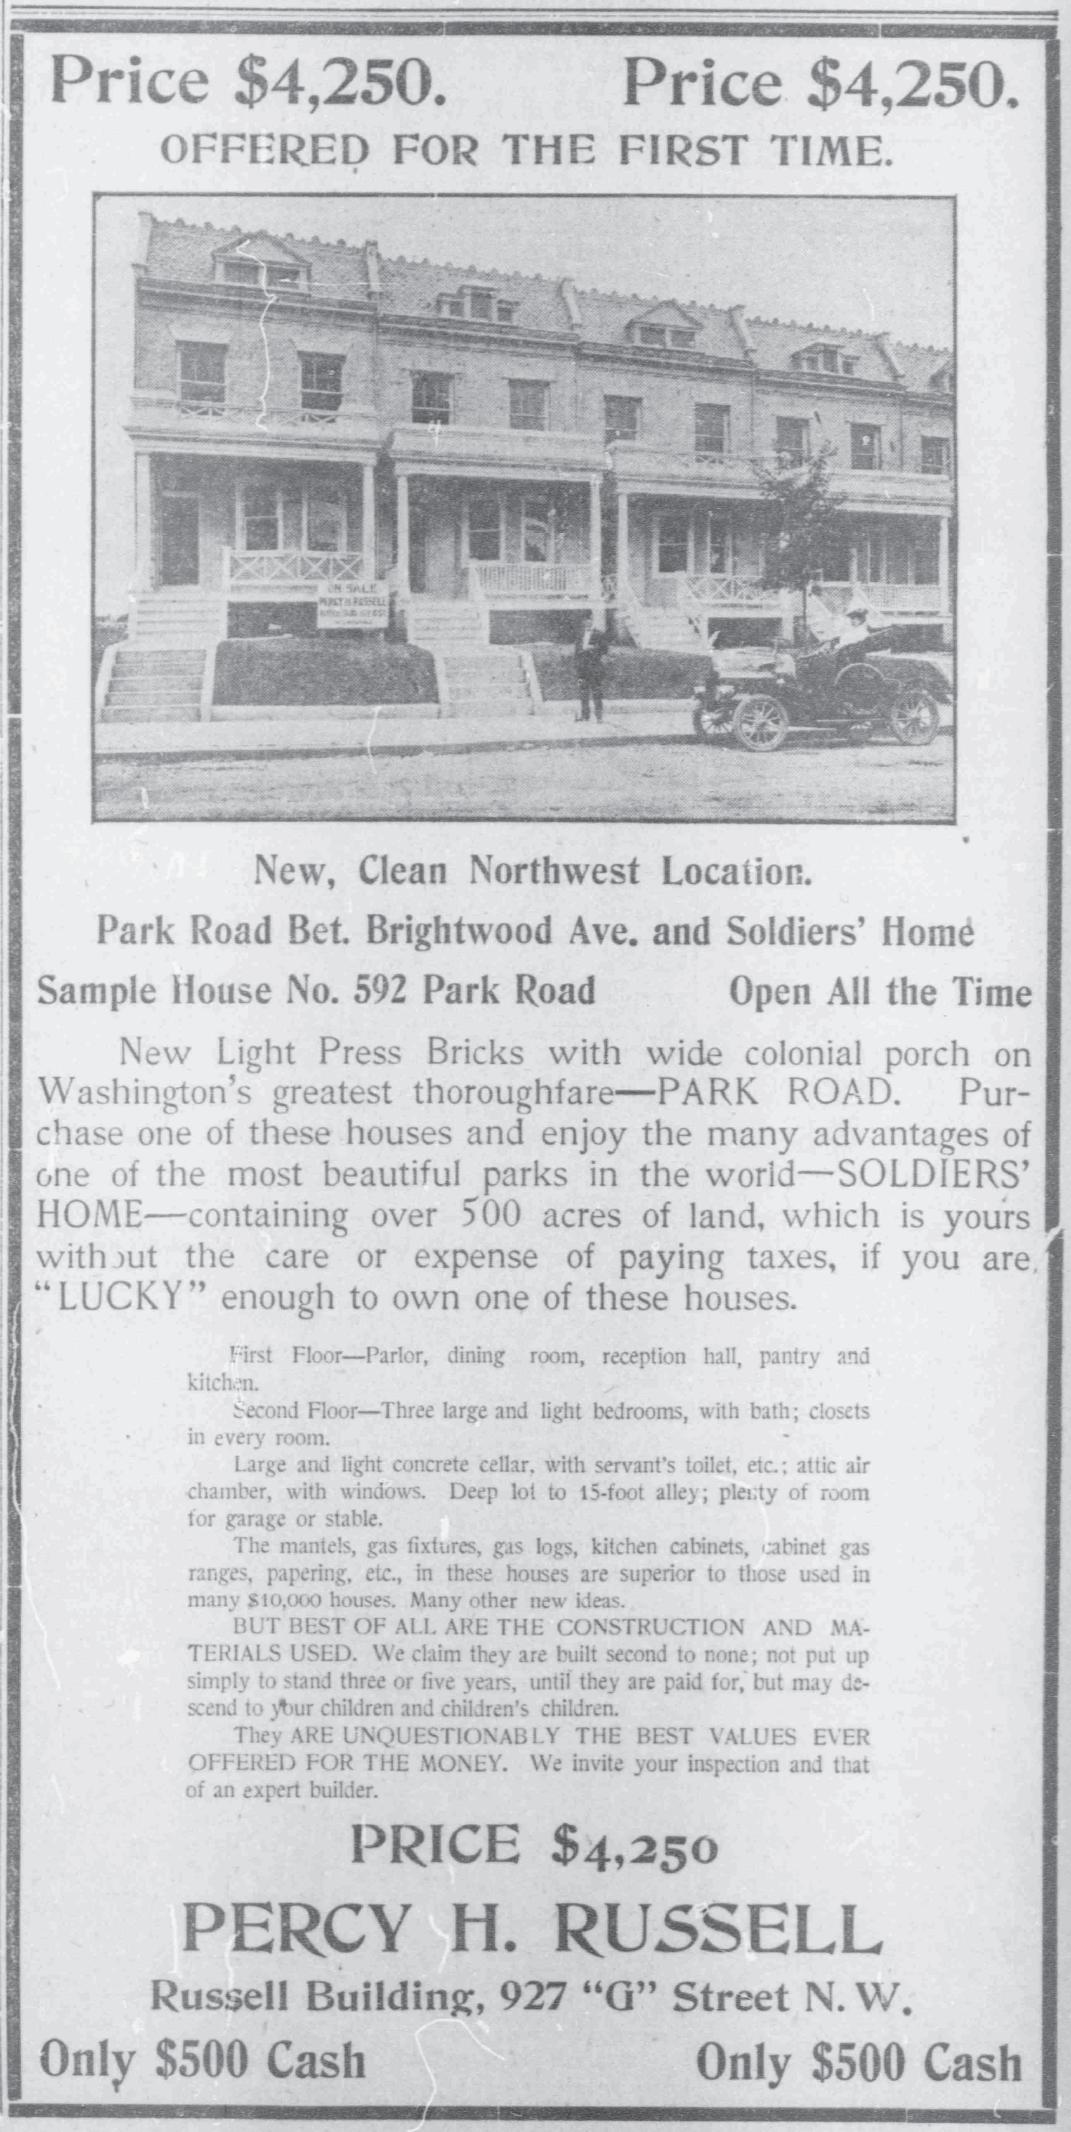 Price $4,250. Price $4,250.
OFFERED FOR THE FIRST TIME.
ON SALE
PERCY H. RUSSELL
New, Clean Northwest Location.
Park Road Bet. Brightwood Ave. and Soldiers' Home
Sample House No. 592 Park Road Open All the Time
New Light Press Bricks with wide colonial porch on
Washington's greatest thoroughfare—PARK ROAD. Pur-
chase one of these houses and enjoy the many advantages of
one of the most beautiful parks in the world—SOLDIERS'
HOME—containing over 500 acres of land, which is yours
without the care or expense of paying taxes, if you are
"LUCKY" enough to own one of these houses.
First Floor—Parlor, dining room, reception hall, pantry and
kitchen.
Second Floor—Three large and light bedrooms, with bath; closets
in every room.
Large and light concrete cellar, with servant's toilet, etc.; attic air
chamber, with windows. Deep lot to 15-foot alley; plenty of room
for garage or stable.
The mantels, gas fixtures, gas logs, kitchen cabinets, cabinet gas
ranges, papering, etc., in these houses are superior to those used in
many $10,000 houses. Many other new ideas.
BUT BEST OF ALL ARE THE CONSTRUCTION AND MA-
TERIALS USED. We claim they are built second to none; not put up
simply to stand three or five years, until they are paid for, but may de-
scend to your children and children's children.
They ARE UNQUESTIONABLY THE BEST VALUES EVER
OFFERED FOR THE MONEY. We invite your inspection and that
of an expert builder.
PRICE $4,250
PERCY H. RUSSELL
Russell Building, 927 "G" Street N. W.
Only $500 Cash Only $500 Cash